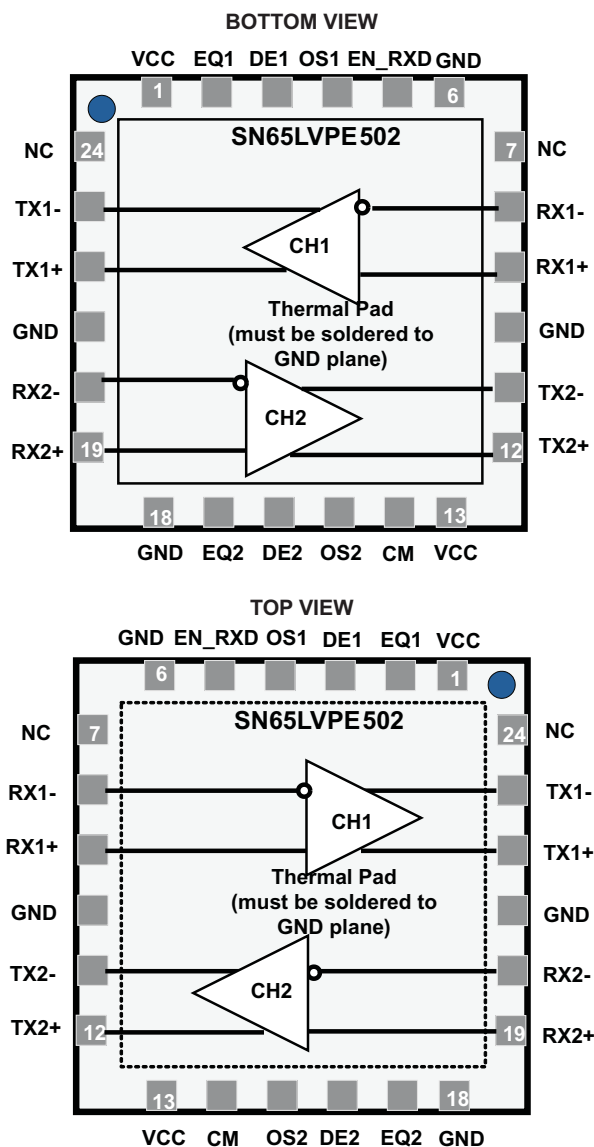 BOTTOM VIEW
VCC EQ1 DE1 OS1 EN_RXD GND
1 6
SN65LVPE502
NC 24 7 NC
TX1- RX1-
CH1
TX1+ RX1+
Thermal Pad
(must be soldered to
GND plane)
GND GND
RX2- TX2-
CH2
RX2+ 19 12 TX2+
18 13
GND EQ2 DE2 OS2 CM VCC
TOP VIEW
GND EN_RXD OS1 DE1 EQ1 VCC
6 1
SN65LVPE502
NC 7 24 NC
RX1- TX1-
CH1
RX1+ TX1+
Thermal Pad
(must be soldered to
GND plane)
GND GND
TX2- RX2-
CH2
TX2+ 12 19 RX2+
13 18
VCC CM OS2 DE2 EQ2 GND